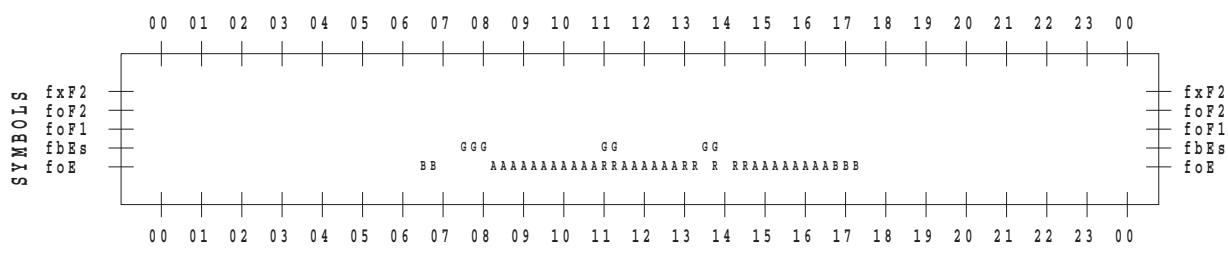 00 01 02 03 04 05 06 07 08 09 10 11 12 13 14 15 16 17 18 19 20 21 22 23 00
SYMBOLS
fxF2 fxF2
foF2 foF2
foF1 foF1
fbEs GGG GG GG fbEs
foE BB AAAAAAAAAAARRAAAAAARR R RRAAAAAAAABBB foE
00 01 02 03 04 05 06 07 08 09 10 11 12 13 14 15 16 17 18 19 20 21 22 23 00